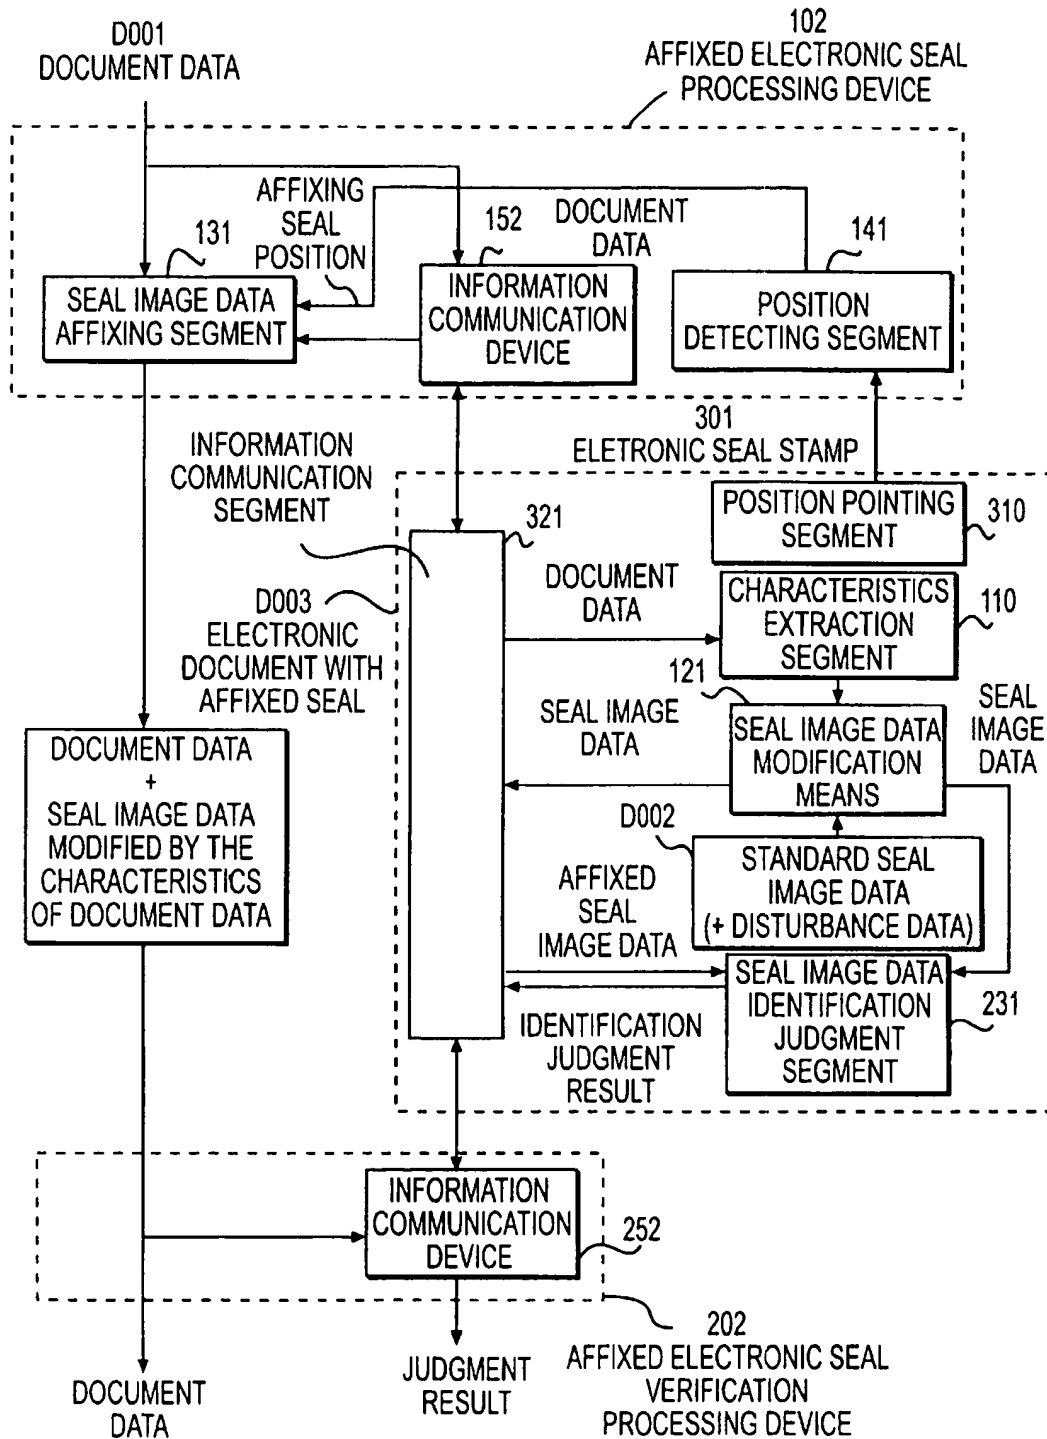 D001
DOCUMENT DATA
102
AFFIXED ELECTRONIC SEAL
PROCESSING DEVICE
AFFIXING
SEAL
POSITION
131
SEAL IMAGE DATA
AFFIXING SEGMENT
152
DOCUMENT
DATA
INFORMATION
COMMUNICATION
DEVICE
141
POSITION
DETECTING SEGMENT
301
ELETRONIC SEAL STAMP
INFORMATION
COMMUNICATION
SEGMENT
321
POSITION POINTING
SEGMENT
310
DOCUMENT
DATA
CHARACTERISTICS
EXTRACTION
SEGMENT
110
D003
ELECTRONIC
DOCUMENT WITH
AFFIXED SEAL
121
SEAL IMAGE
DATA
SEAL IMAGE DATA
MODIFICATION
MEANS
SEAL
IMAGE
DATA
DOCUMENT DATA
+
SEAL IMAGE DATA
MODIFIED BY THE
CHARACTERISTICS
OF DOCUMENT DATA
D002
STANDARD SEAL
IMAGE DATA
(+ DISTURBANCE DATA)
AFFIXED
SEAL
IMAGE DATA
SEAL IMAGE DATA
IDENTIFICATION
JUDGMENT
SEGMENT
231
IDENTIFICATION
JUDGMENT
RESULT
INFORMATION
COMMUNICATION
DEVICE
252
202
AFFIXED ELECTRONIC SEAL
VERIFICATION
PROCESSING DEVICE
JUDGMENT
RESULT
DOCUMENT
DATA